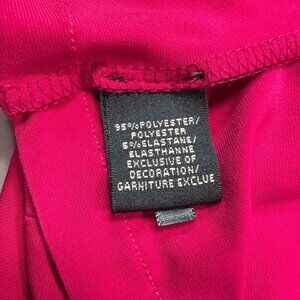 95%POLYESTER/
POLYESTER
5%ELASTANE/
ELASTHANNE
EXCLUSIVE OF
DECORATION/
GARNITURE EXCLUE